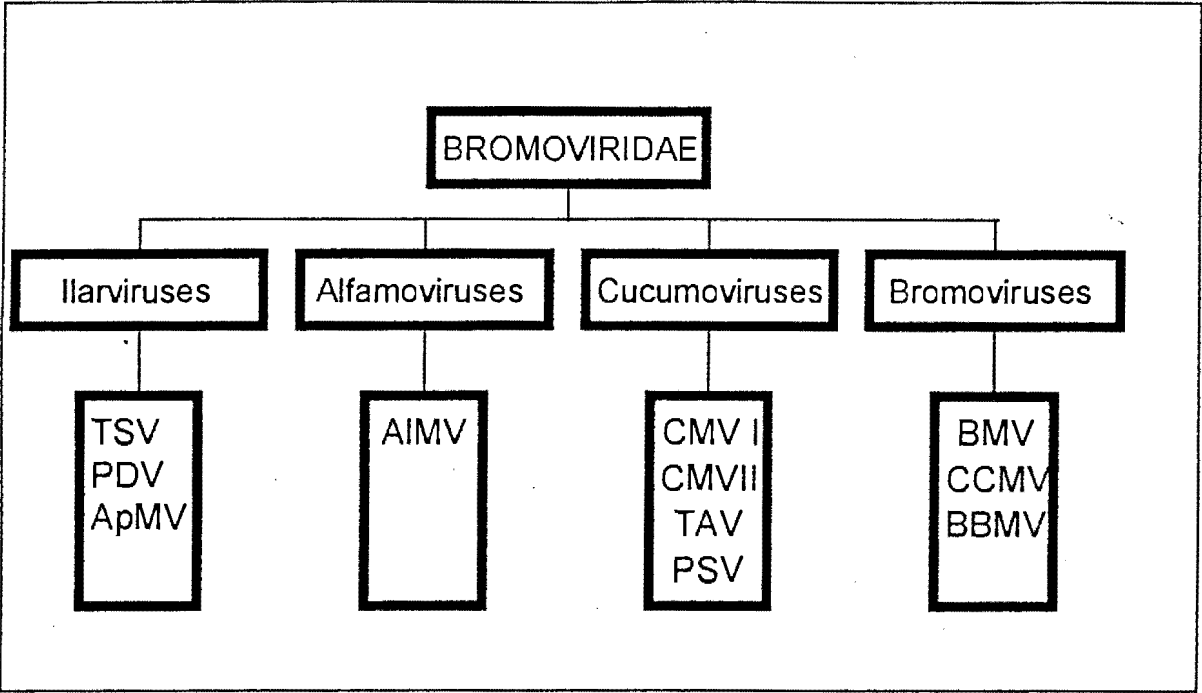 BROMOVIRIDAE
Ilarviruses
Alfamoviruses
Cucumoviruses
Bromoviruses
TSV
PDV
ApMV
AlMV
CMV I
CMVII
TAV
PSV
BMV
CCMV
BBMV